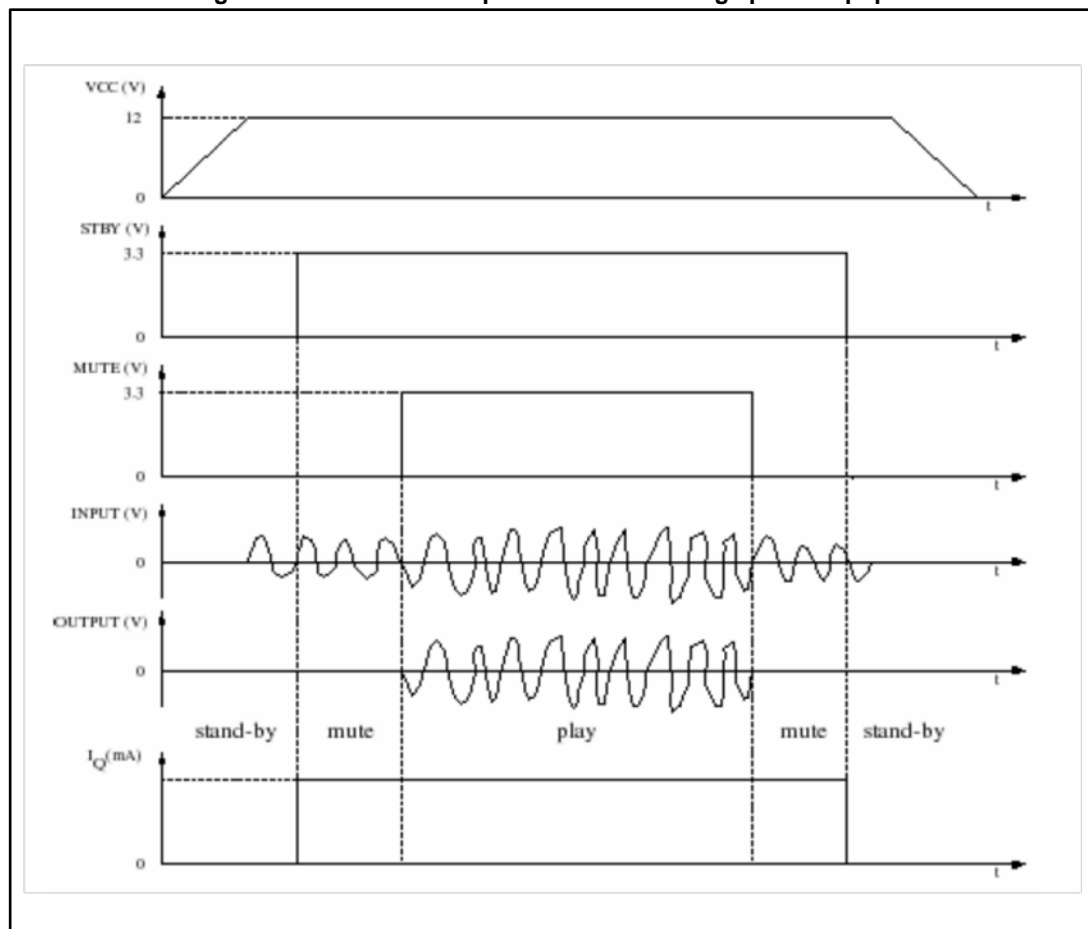 VCC (V)
12
0
t
STBY (V)
3.3
0
t
MUTE (V)
3.3
0
t
INPUT (V)
0
t
OUTPUT (V)
0
t
stand-by mute play mute stand-by
IQ(mA)
0
t